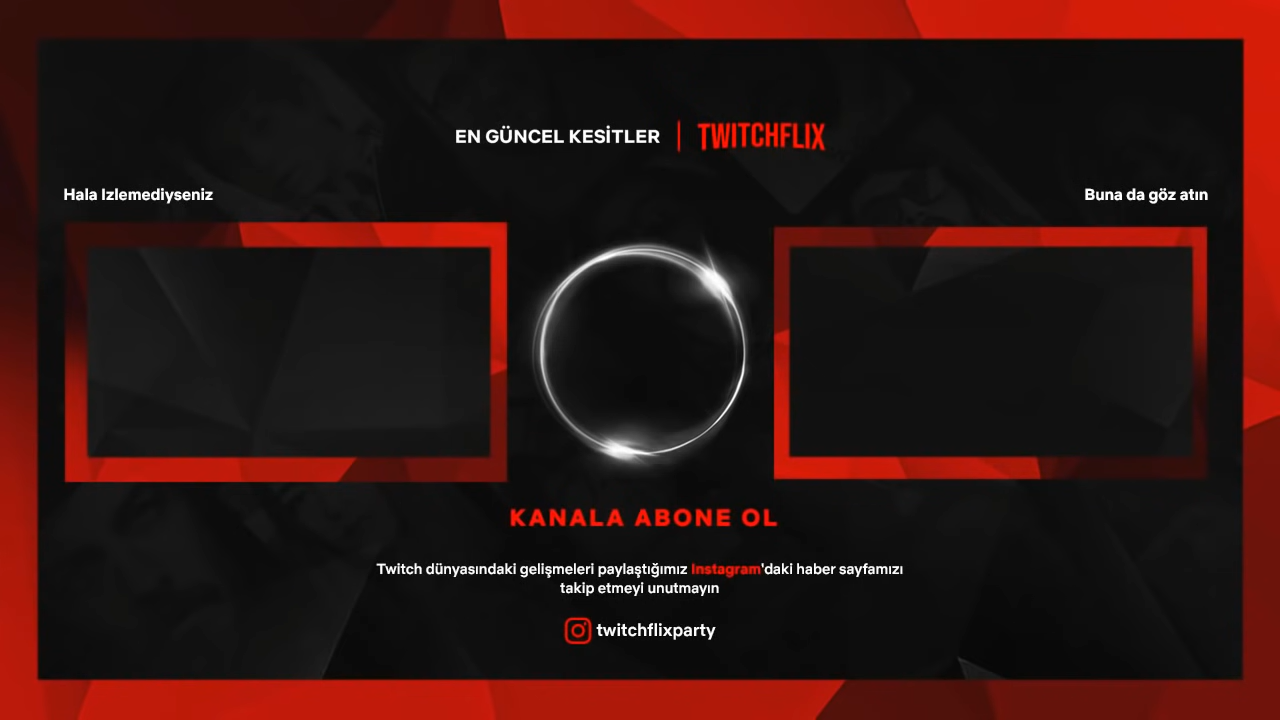 EN GÜNCEL KESİTLER | TWITCHFLIX
Hala Izlemediyseniz
Buna da göz atın
KANALA ABONE OL
Twitch dünyasındaki gelişmeleri paylaştığımız Instagram'daki haber sayfamızı
takip etmeyi unutmayın
twitchflixparty